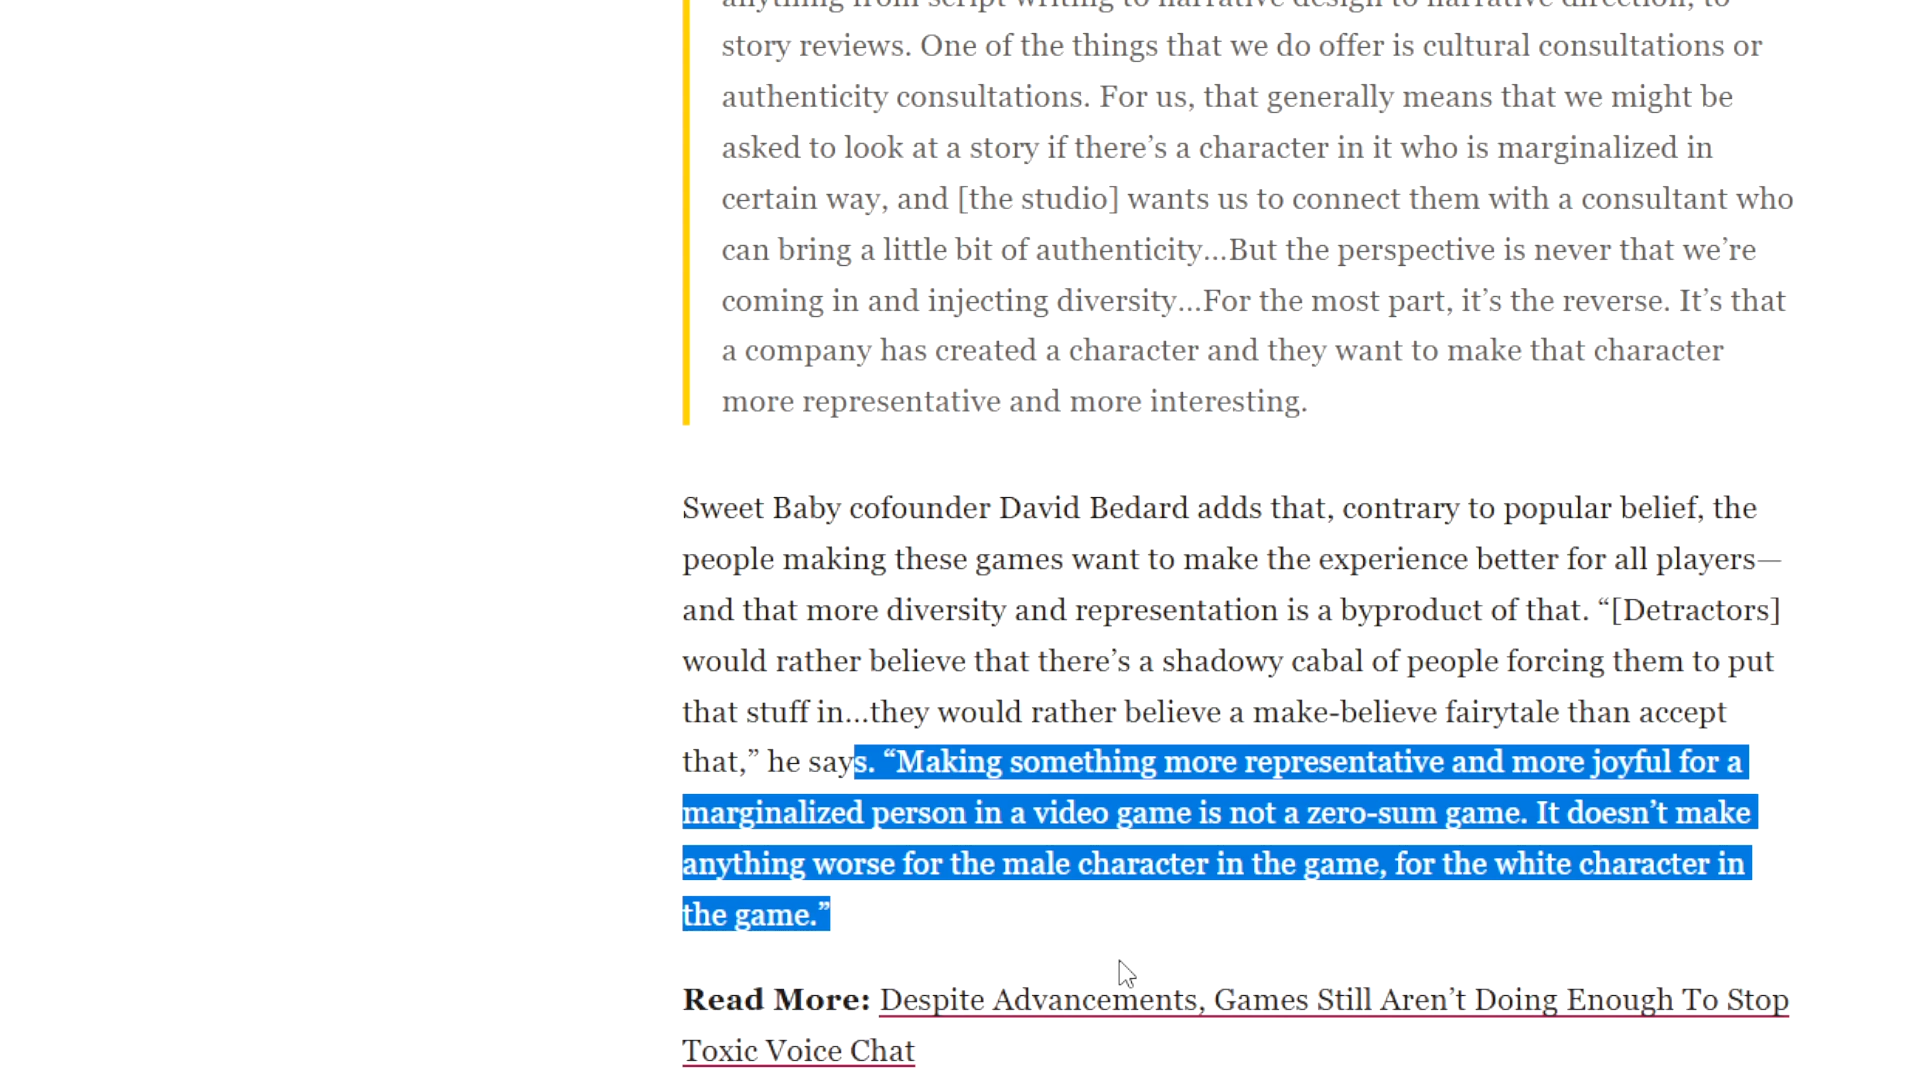 anything from script writing to narrative design to narrative direction, to
story reviews. One of the things that we do offer is cultural consultations or
authenticity consultations. For us, that generally means that we might be
asked to look at a story if there’s a character in it who is marginalized in
certain way, and [the studio] wants us to connect them with a consultant who
can bring a little bit of authenticity…But the perspective is never that we’re
coming in and injecting diversity…For the most part, it’s the reverse. It’s that
a company has created a character and they want to make that character
more representative and more interesting.
Sweet Baby cofounder David Bedard adds that, contrary to popular belief, the
people making these games want to make the experience better for all players—
and that more diversity and representation is a byproduct of that. “[Detractors]
would rather believe that there’s a shadowy cabal of people forcing them to put
that stuff in…they would rather believe a make-believe fairytale than accept
that,” he says. “Making something more representative and more joyful for a
marginalized person in a video game is not a zero-sum game. It doesn’t make
anything worse for the male character in the game, for the white character in
the game.”
Read More: Despite Advancements, Games Still Aren’t Doing Enough To Stop
Toxic Voice Chat